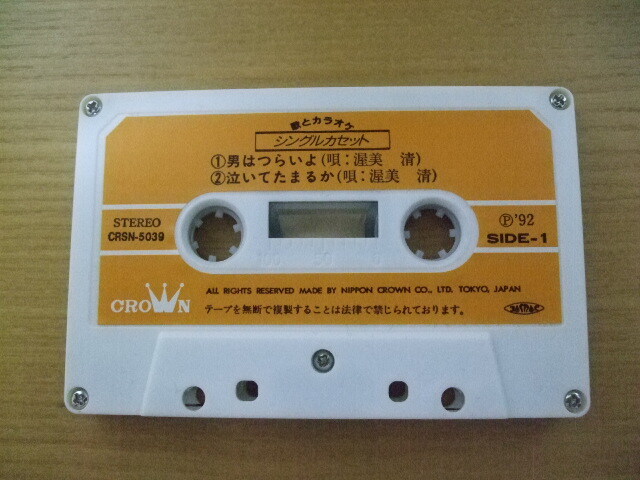 歌とカラオケ
シングルカセット
①男はつらいよ(唄:渥美 清)
②泣いてたまるか(唄:渥美 清)
STEREO
CRSN-5039
Ⓟ'92
SIDE-1
CROWN
ALL RIGHTS RESERVED MADE BY NIPPON CROWN CO., LTD. TOKYO, JAPAN
テープを無断で複製することは法律で禁じられております。